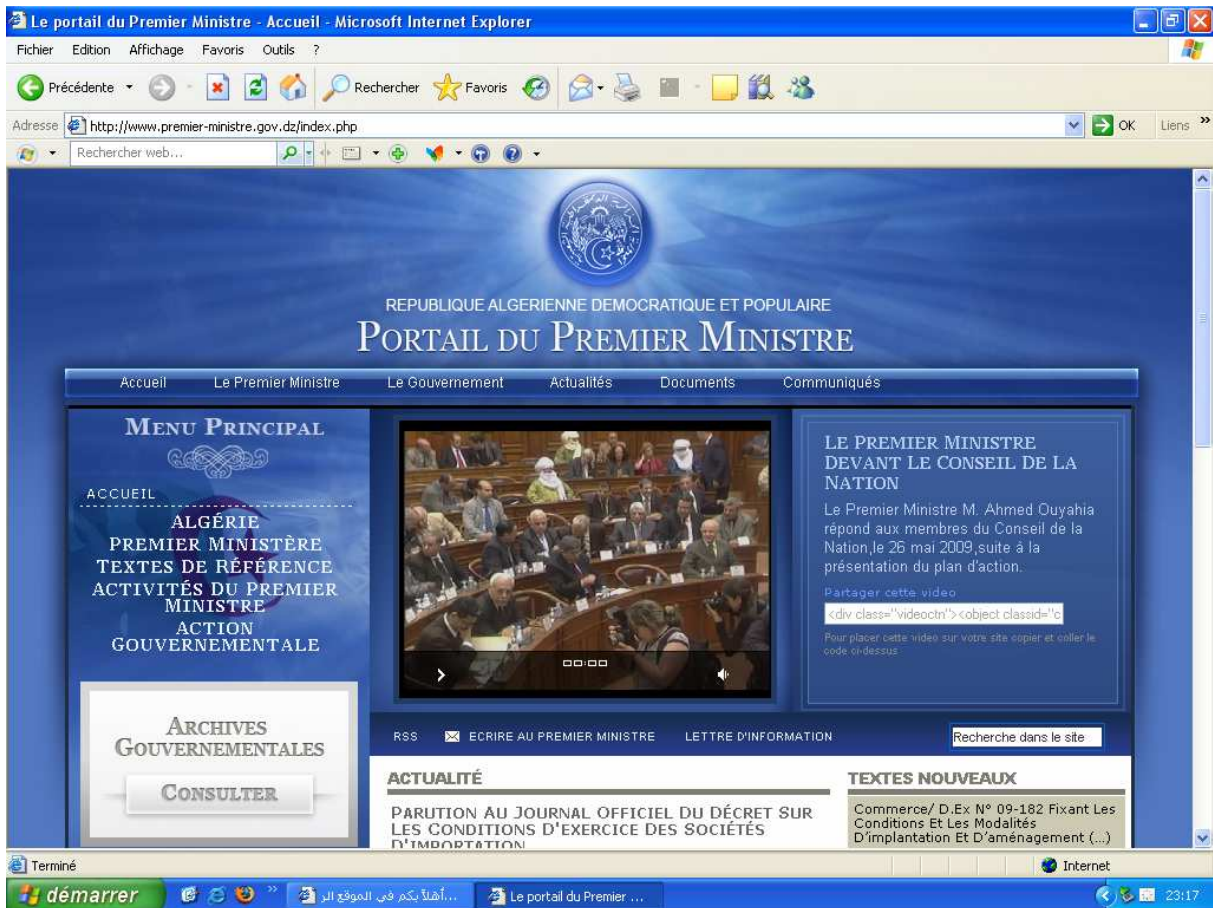 Le portail du Premier Ministre - Accueil - Microsoft Internet Explorer
Fichier Edition Affichage Favoris Outils ?
Précédente Rechercher Favoris
Adresse http://www.premier-ministre.gov.dz/index.php OK Liens »
Rechercher web...
REPUBLIQUE ALGERIENNE DEMOCRATIQUE ET POPULAIRE
PORTAIL DU PREMIER MINISTRE
Accueil Le Premier Ministre Le Gouvernement Actualités Documents Communiqués
MENU PRINCIPAL
ACCUEIL
ALGÉRIE
PREMIER MINISTÈRE
TEXTES DE RÉFÉRENCE
ACTIVITÉS DU PREMIER
MINISTRE
ACTION
GOUVERNEMENTALE
ARCHIVES
GOUVERNEMENTALES
CONSULTER
00:00
LE PREMIER MINISTRE
DEVANT LE CONSEIL DE LA
NATION
Le Premier Ministre M. Ahmed Ouyahia
répond aux membres du Conseil de la
Nation,le 26 mai 2009,suite à la
présentation du plan d'action.
Partager cette video
<div class="videoctn"><object classid="c
Pour placer cette video sur votre site copier et coller le
code ci-dessus
RSS ECRIRE AU PREMIER MINISTRE LETTRE D'INFORMATION Recherche dans le site
ACTUALITÉ
PARUTION AU JOURNAL OFFICIEL DU DÉCRET SUR
LES CONDITIONS D'EXERCICE DES SOCIÉTÉS
D'IMPORTATION
TEXTES NOUVEAUX
Commerce/ D.Ex N° 09-182 Fixant Les
Conditions Et Les Modalités
D'implantation Et D'aménagement (...)
Terminé Internet
démarrer » أهلاً بكم في الموقع الر... Le portail du Premier ... 23:17